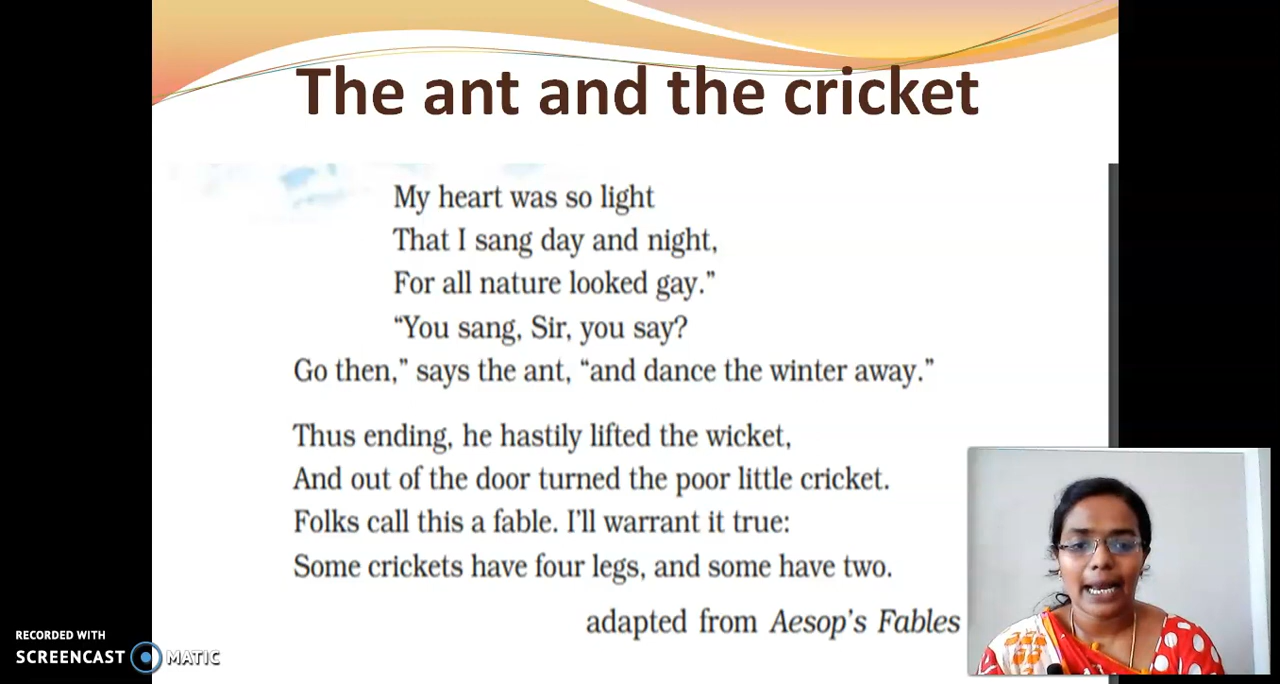 The ant and the cricket
My heart was so light
That I sang day and night,
For all nature looked gay.”
“You sang, Sir, you say?
Go then,” says the ant, “and dance the winter away.”
Thus ending, he hastily lifted the wicket,
And out of the door turned the poor little cricket.
Folks call this a fable. I’ll warrant it true:
Some crickets have four legs, and some have two.
adapted from Aesop’s Fables
RECORDED WITH
SCREENCAST MATIC